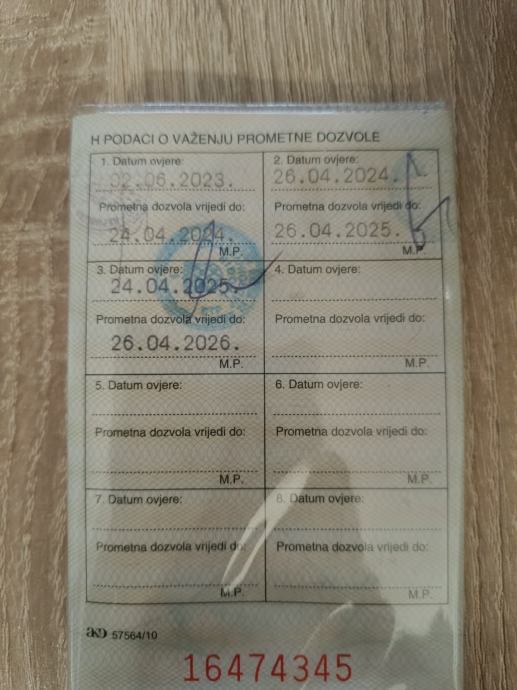 H PODACI O VAŽENJU PROMETNE DOZVOLE
1. Datum ovjere:
02.06.2023.
Prometna dozvola vrijedi do:
24.04.2024.
M.P.
2. Datum ovjere:
26.04.2024.
Prometna dozvola vrijedi do:
26.04.2025.
M.P.
3. Datum ovjere:
24.04.2025.
Prometna dozvola vrijedi do:
26.04.2026.
M.P.
4. Datum ovjere:
Prometna dozvola vrijedi do:
M.P.
5. Datum ovjere:
Prometna dozvola vrijedi do:
M.P.
6. Datum ovjere:
Prometna dozvola vrijedi do:
M.P.
7. Datum ovjere:
Prometna dozvola vrijedi do:
M.P.
8. Datum ovjere:
Prometna dozvola vrijedi do:
M.P.
AKD 57564/10
16474345